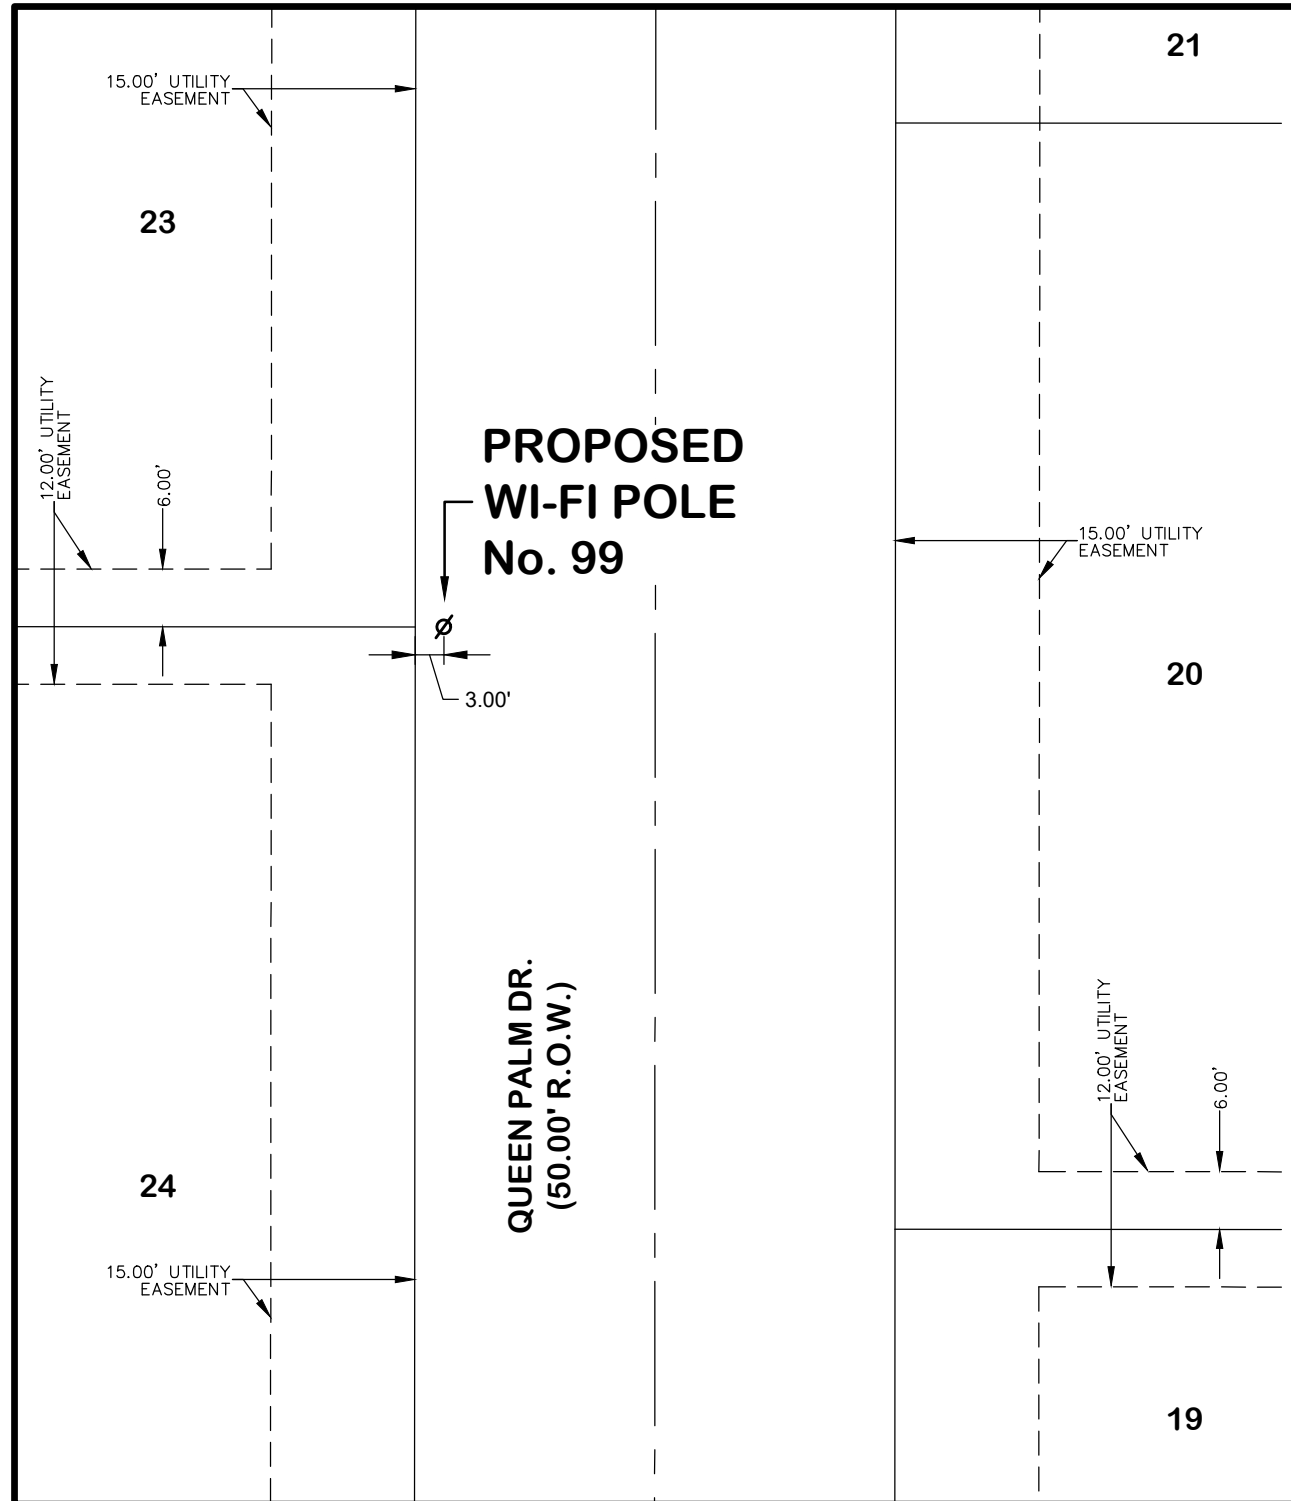 21
15.00' UTILITY
EASEMENT
23
12.00' UTILITY
EASEMENT
6.00'
PROPOSED
WI-FI POLE
No. 99
15.00' UTILITY
EASEMENT
20
3.00'
QUEEN PALM DR.
(50.00' R.O.W.)
12.00' UTILITY
EASEMENT
6.00'
24
15.00' UTILITY
EASEMENT
19